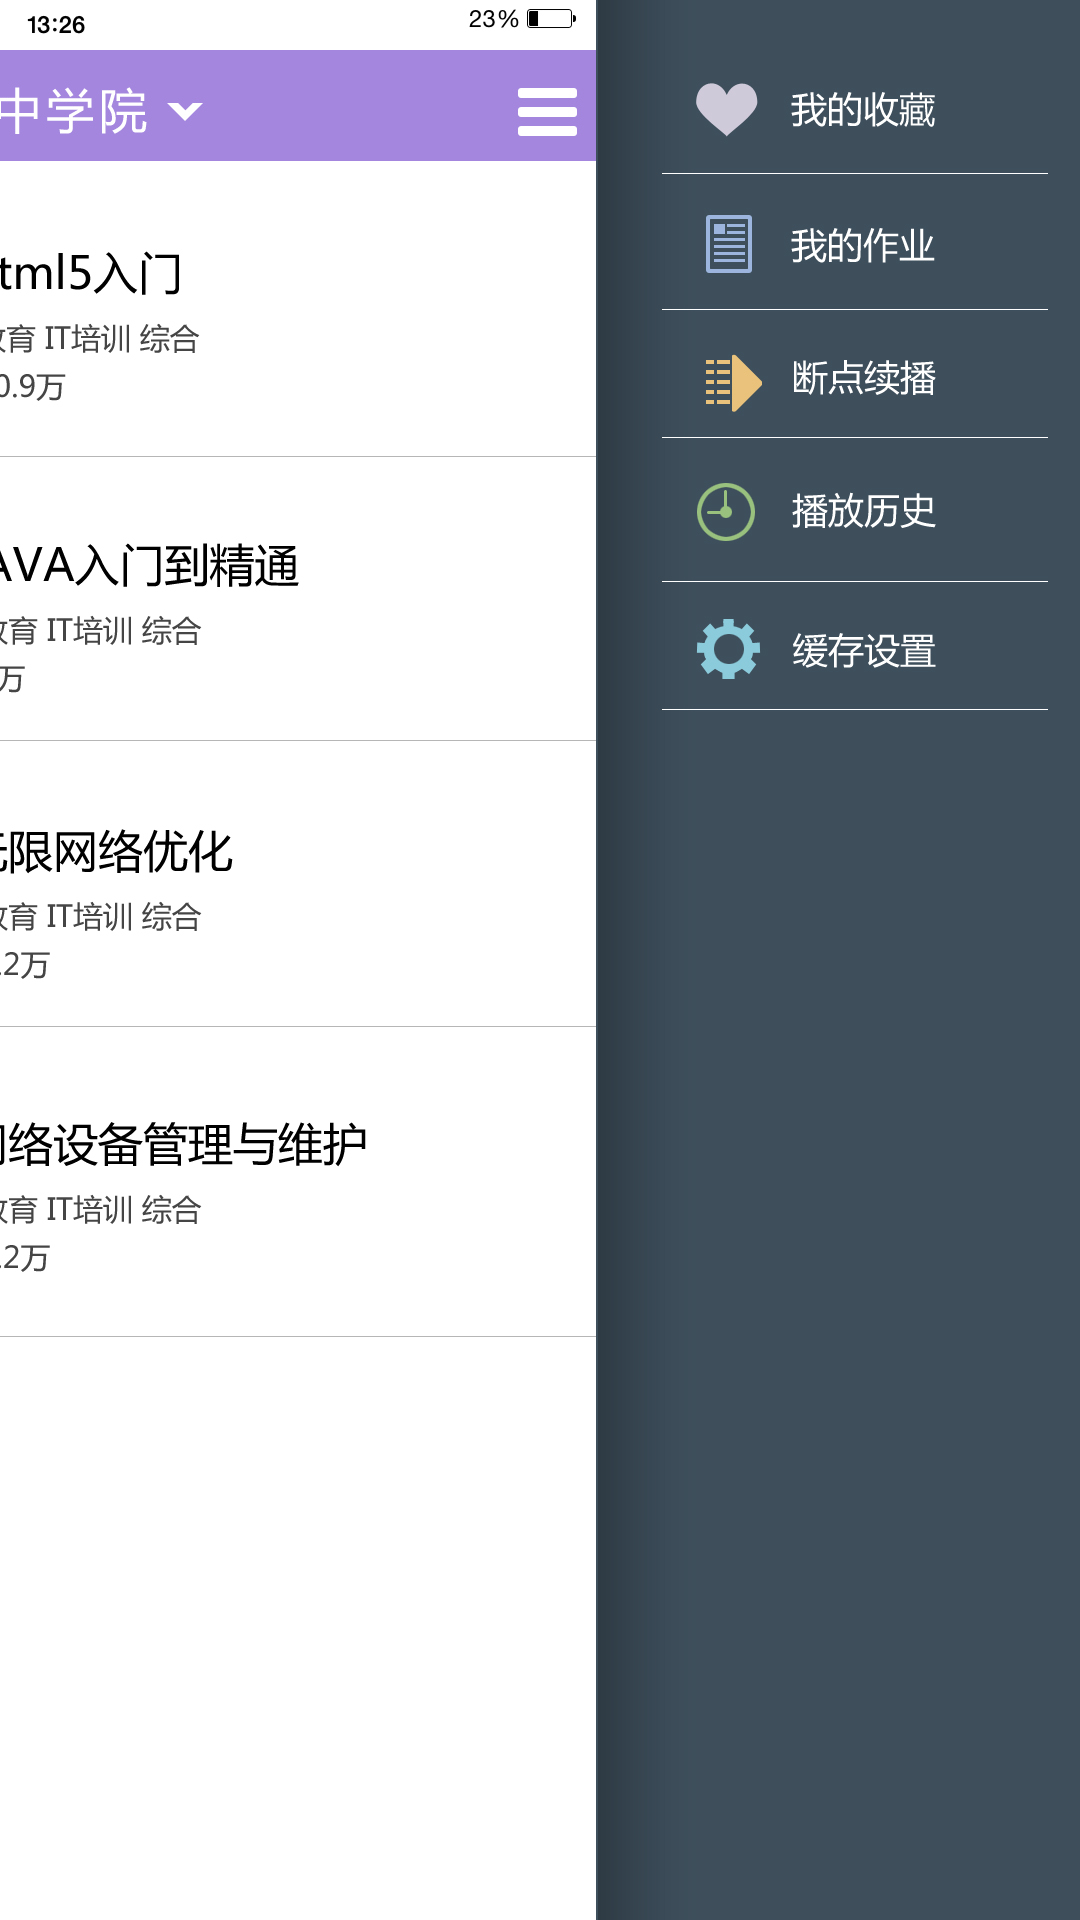 13:26
23%
中学院
tml5入门
育 IT培训 综合
0.9万
AVA入门到精通
育 IT培训 综合
万
限网络优化
育 IT培训 综合
.2万
络设备管理与维护
育 IT培训 综合
.2万
我的收藏
我的作业
断点续播
播放历史
缓存设置